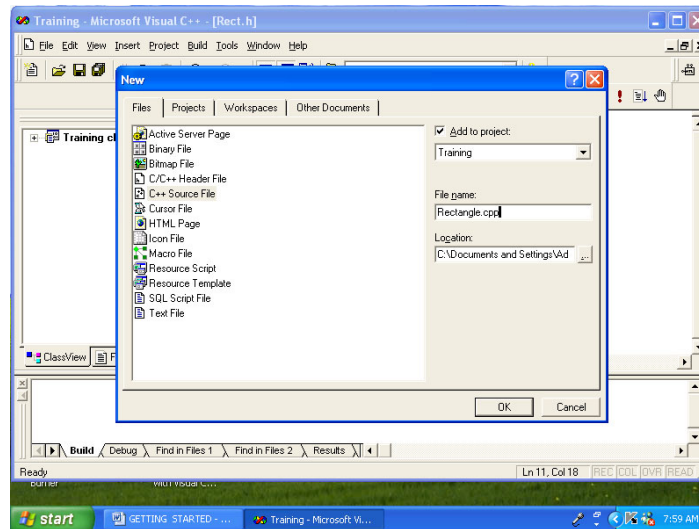 Training - Microsoft Visual C++ - [Rect.h]
File Edit View Insert Project Build Tools Window Help
New
Files Projects Workspaces Other Documents
Training cl
Active Server Page
Binary File
Bitmap File
C/C++ Header File
C++ Source File
Cursor File
HTML Page
Icon File
Macro File
Resource Script
Resource Template
SQL Script File
Text File
Add to project:
Training
File name:
Rectangle.cpp
Location:
C:\Documents and Settings\Ad
...
OK Cancel
ClassView F
Build Debug Find in Files 1 Find in Files 2 Results
Ready Ln 11, Col 18 REC COL OVR READ
Burner with Visual C...
start GETTING STARTED - ... Training - Microsoft Vi... 7:59 AM